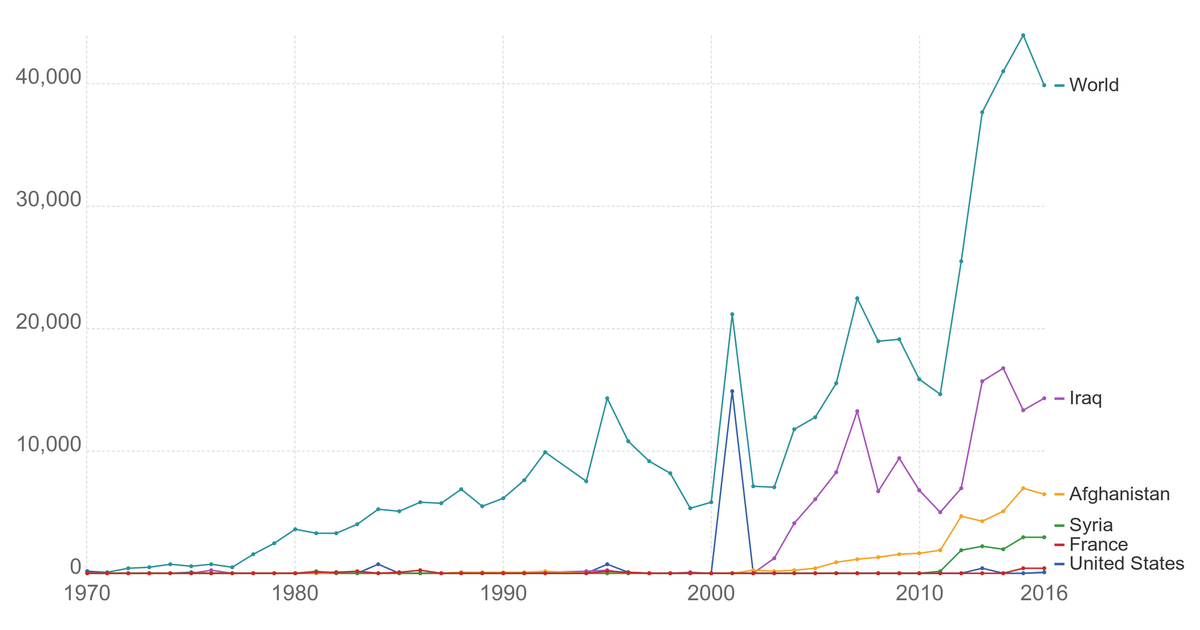 40,000
World
30,000
20,000
Iraq
10,000
Afghanistan
Syria
France
United States
0
1970 1980 1990 2000 2010 2016